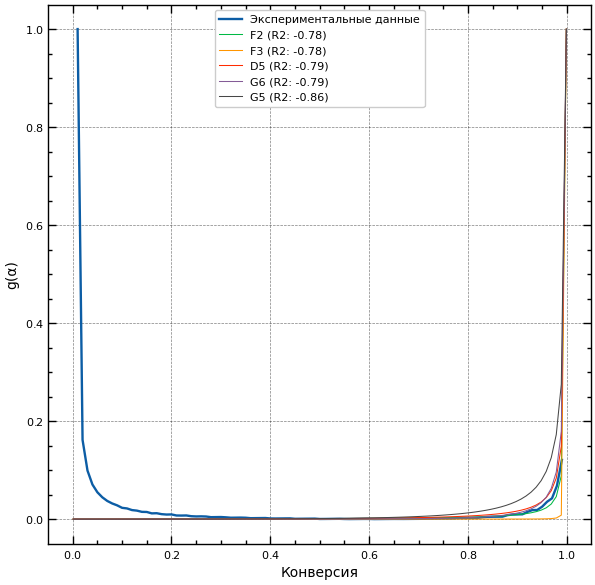 Экспериментальные данные
F2 (R2: -0.78)
F3 (R2: -0.78)
D5 (R2: -0.79)
G6 (R2: -0.79)
G5 (R2: -0.86)
g(α)
1.0
0.8
0.6
0.4
0.2
0.0
0.0 0.2 0.4 0.6 0.8 1.0
Конверсия